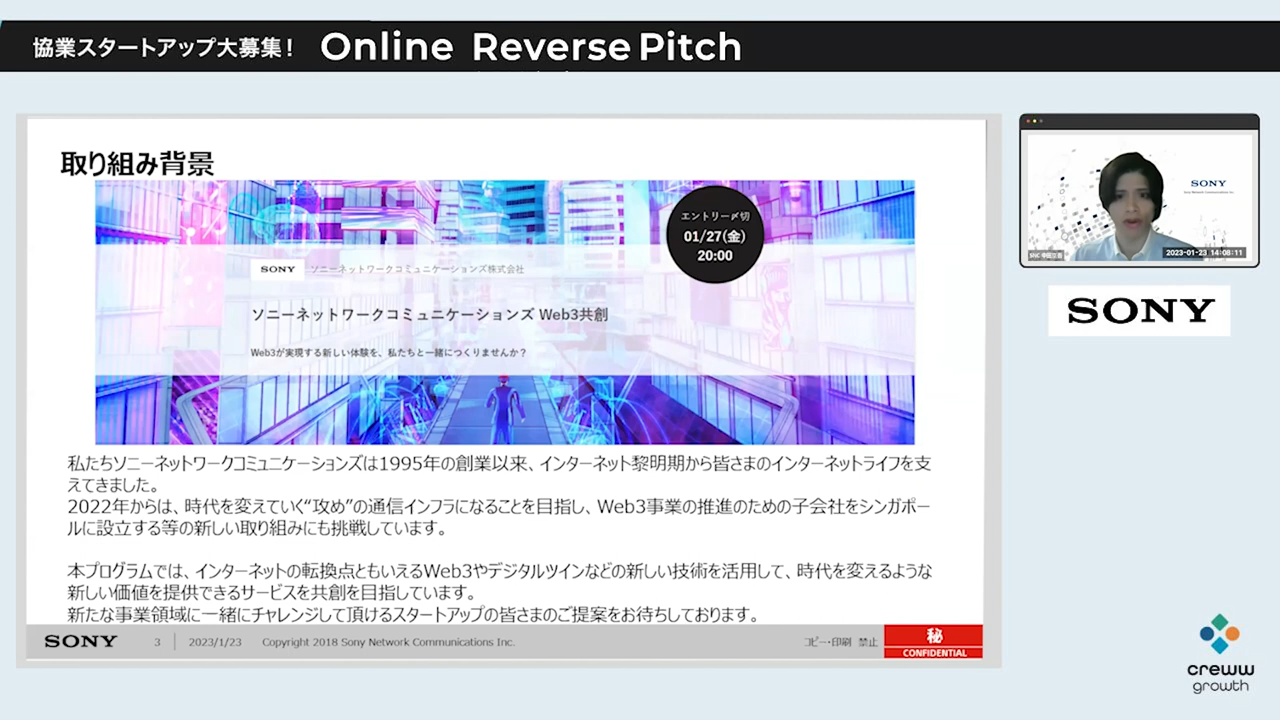 協業スタートアップ大募集！ Online Reverse Pitch
取り組み背景
エントリー〆切
01/27(金)
20:00
SONY ソニーネットワークコミュニケーションズ株式会社
ソニーネットワークコミュニケーションズ Web3共創
Web3が実現する新しい体験を、私たちと一緒につくりませんか？
私たちソニーネットワークコミュニケーションズは1995年の創業以来、インターネット黎明期から皆さまのインターネットライフを支
えてきました。
2022年からは、時代を変えていく“攻め”の通信インフラになることを目指し、Web3事業の推進のための子会社をシンガポー
ルに設立する等の新しい取り組みにも挑戦しています。
本プログラムでは、インターネットの転換点ともいえるWeb3やデジタルツインなどの新しい技術を活用して、時代を変えるような
新しい価値を提供できるサービスを共創を目指しています。
新たな事業領域に一緒にチャレンジして頂けるスタートアップの皆さまのご提案をお待ちしております。
SONY 3 2023/1/23 Copyright 2018 Sony Network Communications Inc. コピー・印刷 禁止 秘
CONFIDENTIAL
SONY
Sony Network Communications Inc.
2023-01-23 14:08:11
SONY
creww
growth